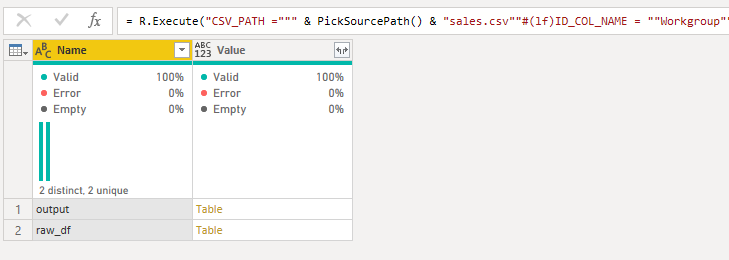 = R.Execute("CSV_PATH =""" & PickSourcePath() & "sales.csv""#(lf)ID_COL_NAME = ""Workgroup""
ABC Name ABC 123 Value
Valid 100% Valid 100%
Error 0% Error 0%
Empty 0% Empty 0%
2 distinct, 2 unique
1 output Table
2 raw_df Table